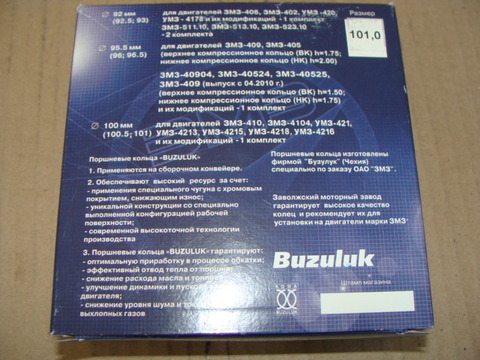 92 мм
(92.5; 93)
для двигателей ЗМЗ-406, ЗМЗ-402, УМЗ-420,
УМЗ - 4178 и их модификаций - 1 комплект
ЗМЗ-511.10, ЗМЗ-513.10, ЗМЗ-523.10
- 2 комплекта
Размер
101,0
95.5 мм
(96; 96.5)
для двигателей ЗМЗ-409, ЗМЗ-405
(верхнее компрессионное кольцо (ВК) h=1.75;
нижнее компрессионное кольцо (НК) h=2.00)
ЗМЗ-40904, ЗМЗ-40524, ЗМЗ-40525,
ЗМЗ-409 (выпуск с 04.2010 г.)
(верхнее компрессионное кольцо (ВК) h=1.50;
нижнее компрессионное кольцо (НК) h=1.75)
и их модификаций - 1 комплект
100 мм
(100.5; 101)
для двигателей ЗМЗ-410, ЗМЗ-4104, УМЗ-421,
УМЗ-4213, УМЗ-4215, УМЗ-4218, УМЗ-4216
и их модификаций - 1 комплект
Поршневые кольца «BUZULUK»
1. Применяются на сборочном конвейере.
2. Обеспечивают высокий ресурс за счет:
- применения специального чугуна с хромовым
покрытием, снижающим износ;
- уникальной конструкции со специально
выполненной конфигурацией рабочей
поверхности;
- современной высокоточной технологии
производства
3. Поршневые кольца «BUZULUK» гарантируют:
- оптимальную приработку в процессе обкатки;
- эффективный отвод тепла от поршня;
- снижение расхода масла и
- улучшение динамики и
двигателя;
- снижение уровня шума и
выхлопных газов
Поршневые кольца изготовлены
фирмой "Бузулук" (Чехия)
специально по заказу ОАО "ЗМЗ".
Заволжский моторный завод
гарантирует высокое качество
колец и рекомендует их для
установки на двигатели марки ЗМЗ
Buzuluk
BUZULUK
Штамп магазина